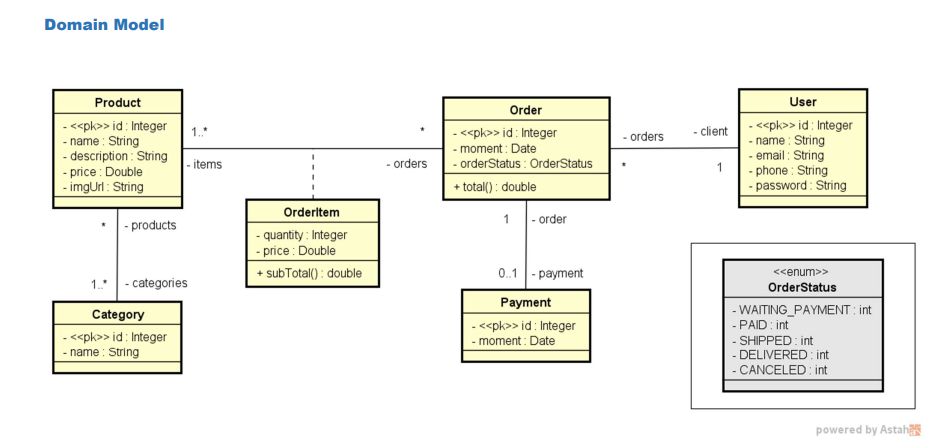 Domain Model
Product
- <<pk>> id : Integer
- name : String
- description : String
- price : Double
- imgUrl : String
1..*
- items
*
- orders
Order
- <<pk>> id : Integer
- moment : Date
- orderStatus : OrderStatus
+ total() : double
- orders
*
- client
1
User
- <<pk>> id : Integer
- name : String
- email : String
- phone : String
- password : String
OrderItem
- quantity : Integer
- price : Double
+ subTotal() : double
* - products
1..* - categories
Category
- <<pk>> id : Integer
- name : String
1 - order
0..1 - payment
Payment
- <<pk>> id : Integer
- moment : Date
<<enum>>
OrderStatus
- WAITING_PAYMENT : int
- PAID : int
- SHIPPED : int
- DELIVERED : int
- CANCELED : int
powered by Astah